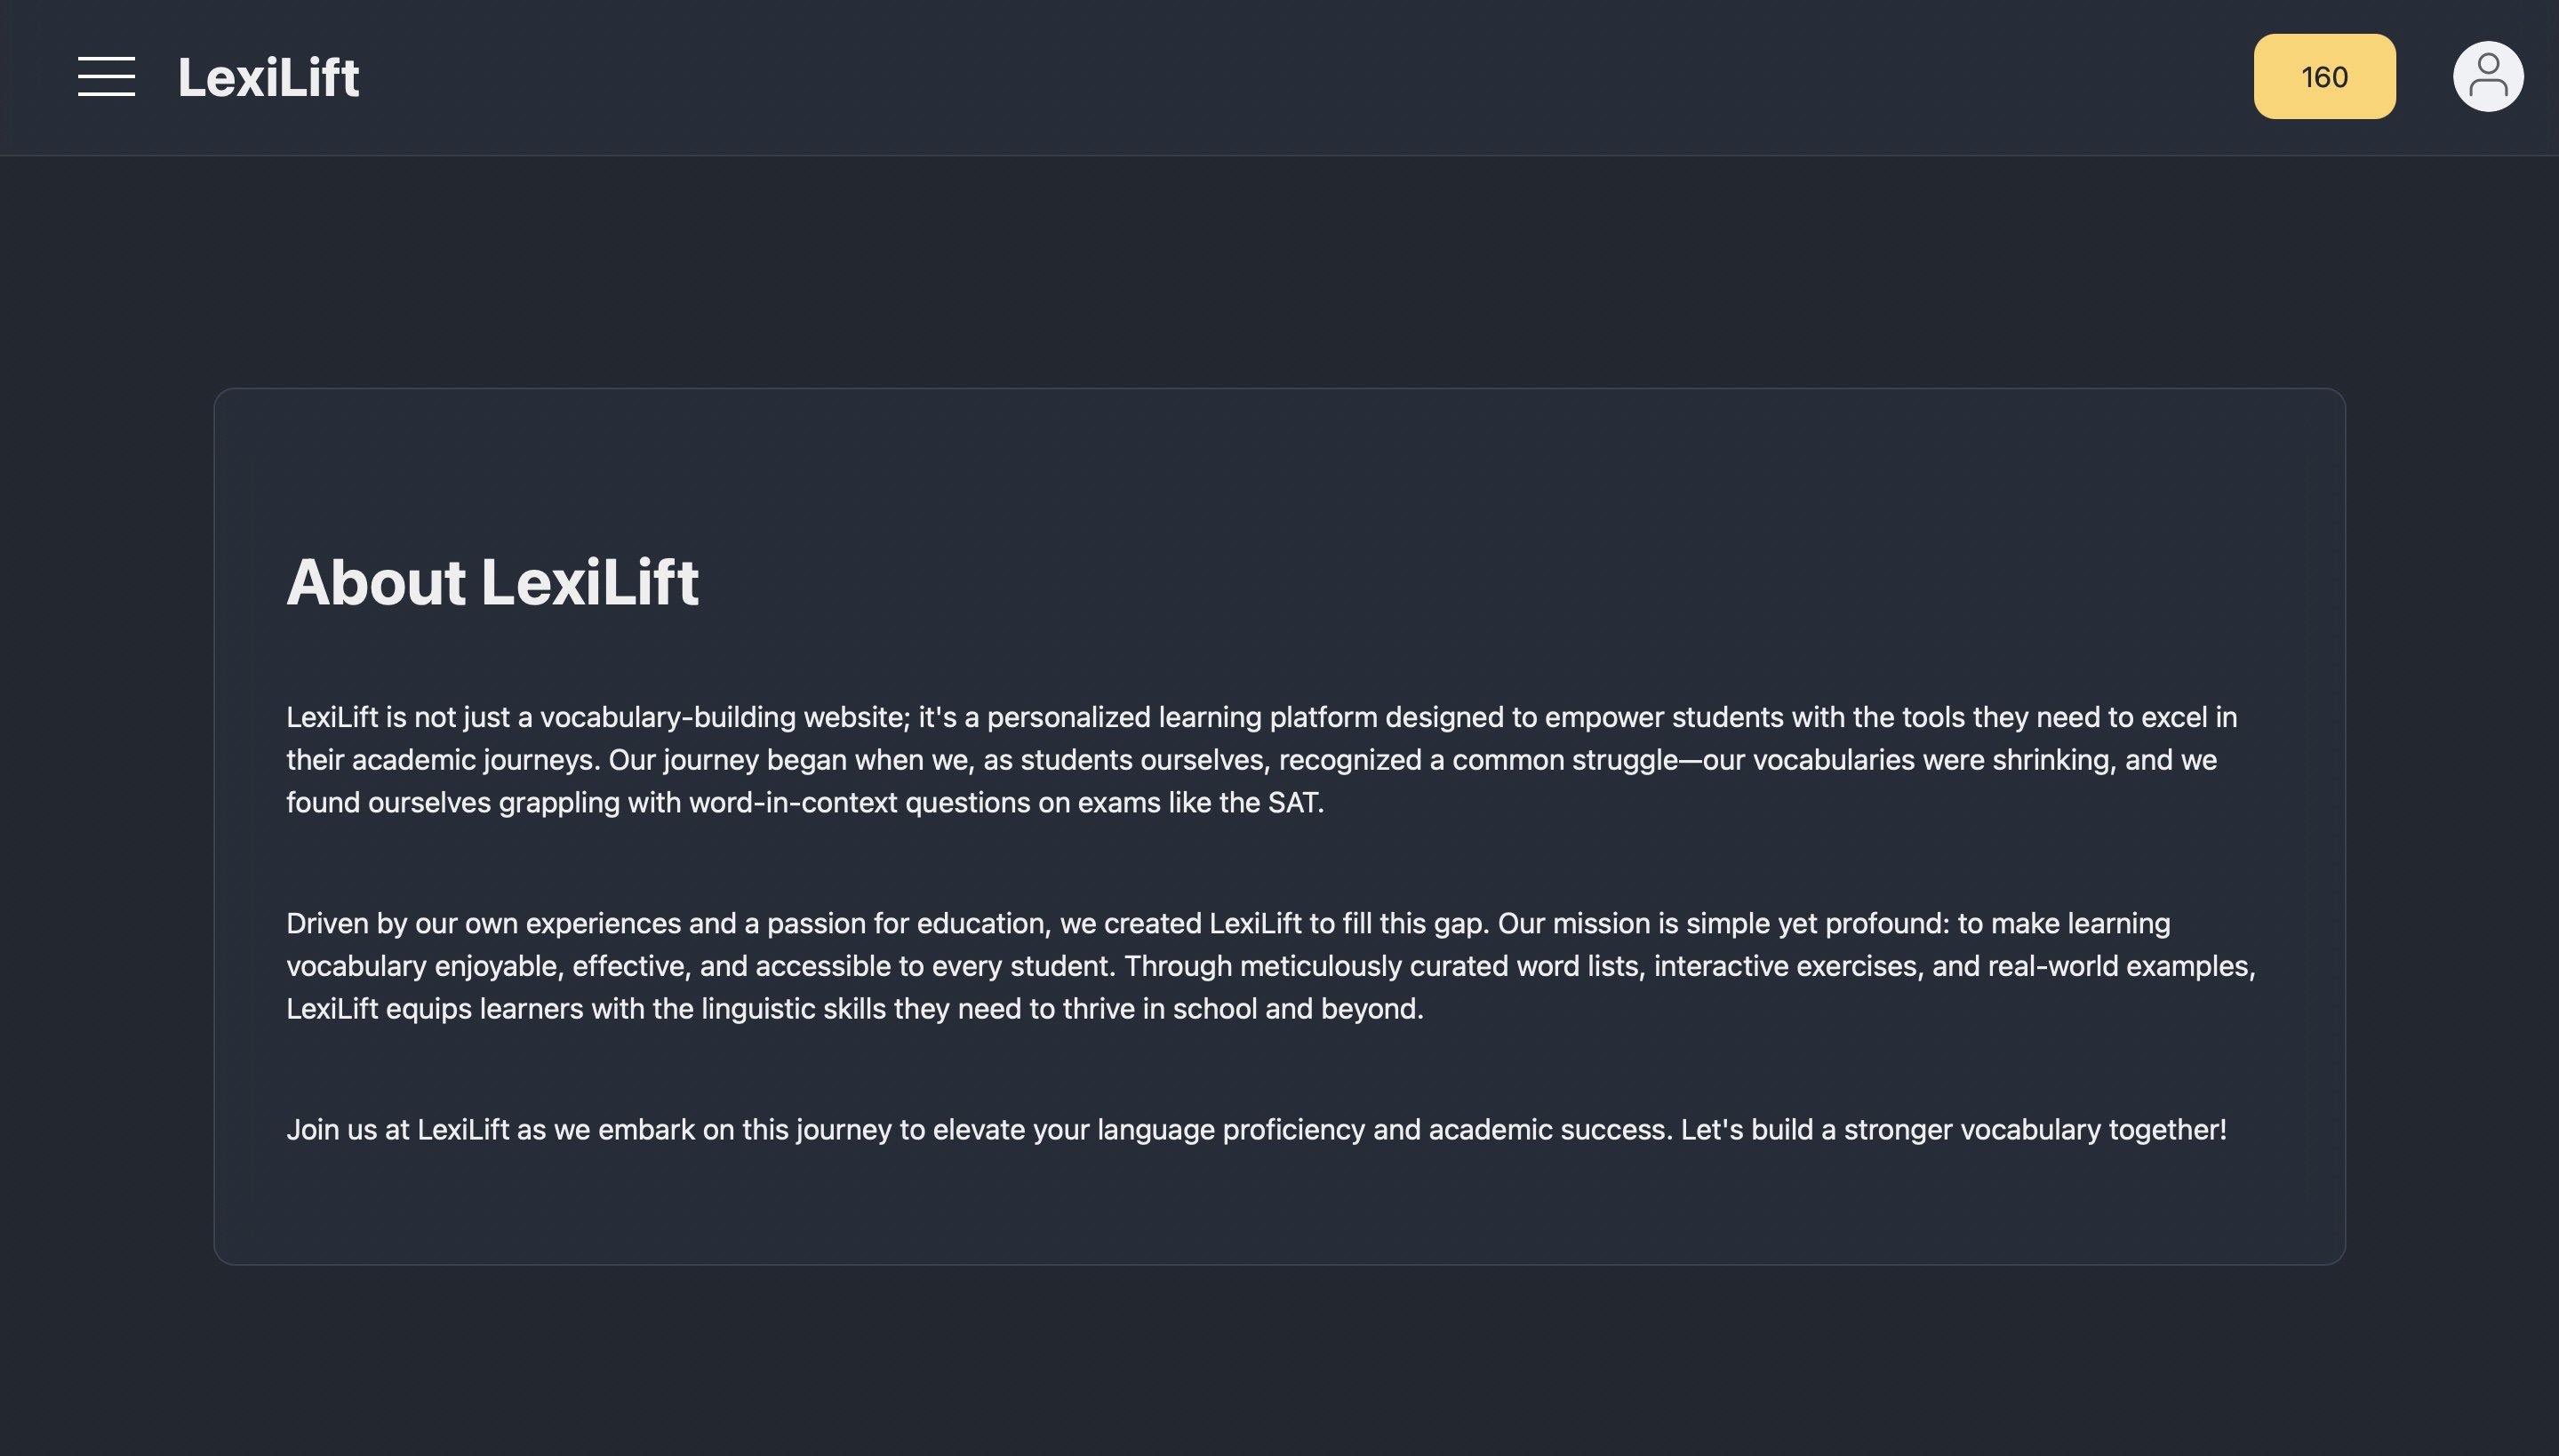 LexiLift
160
About LexiLift
LexiLift is not just a vocabulary-building website; it's a personalized learning platform designed to empower students with the tools they need to excel in
their academic journeys. Our journey began when we, as students ourselves, recognized a common struggle—our vocabularies were shrinking, and we
found ourselves grappling with word-in-context questions on exams like the SAT.
Driven by our own experiences and a passion for education, we created LexiLift to fill this gap. Our mission is simple yet profound: to make learning
vocabulary enjoyable, effective, and accessible to every student. Through meticulously curated word lists, interactive exercises, and real-world examples,
LexiLift equips learners with the linguistic skills they need to thrive in school and beyond.
Join us at LexiLift as we embark on this journey to elevate your language proficiency and academic success. Let's build a stronger vocabulary together!